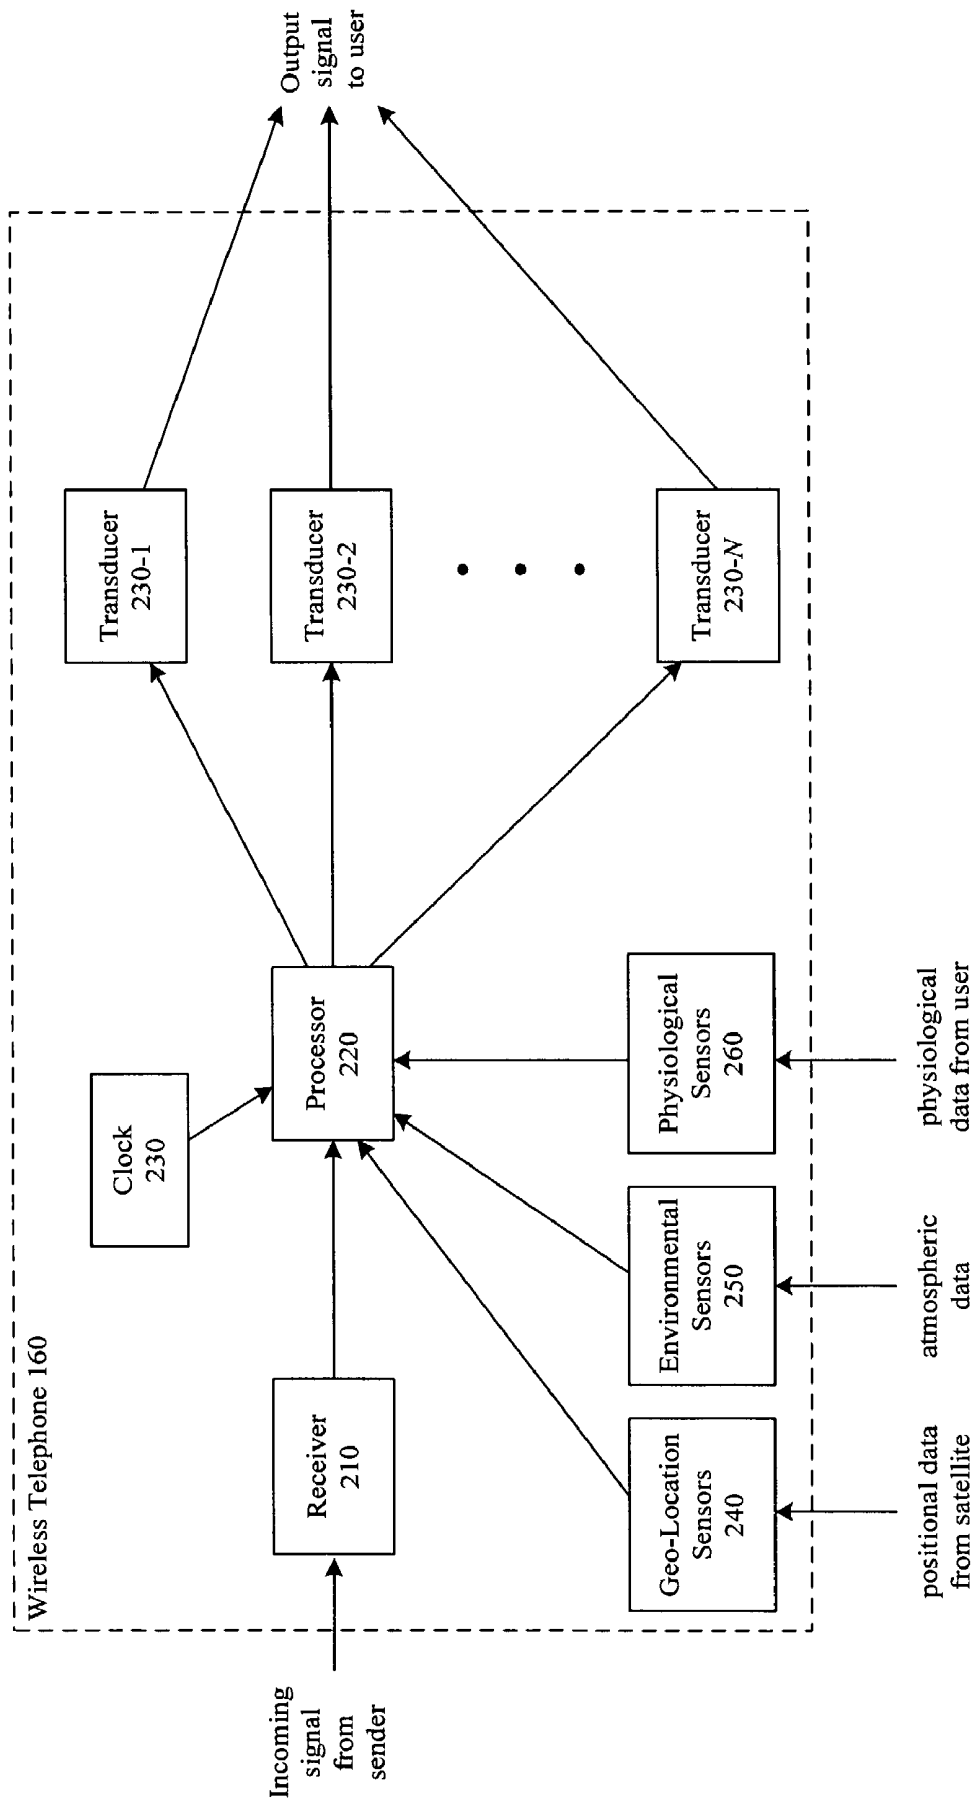 Wireless Telephone 160
Incoming
signal
from
sender
Receiver
210
Clock
230
Processor
220
Transducer
230-1
Transducer
230-2
Transducer
230-N
Output
signal
to user
Geo-Location
Sensors
240
Environmental
Sensors
250
Physiological
Sensors
260
positional data
from satellite
atmospheric
data
physiological
data from user